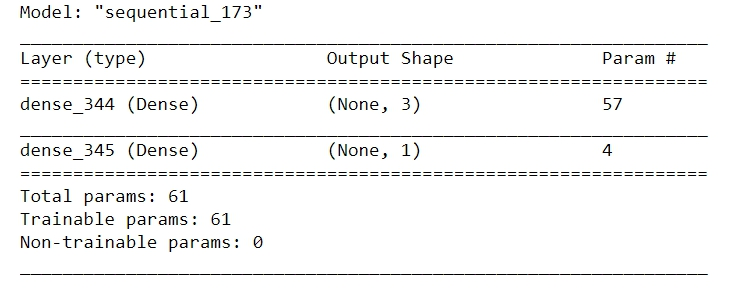 Model: "sequential_173"
_________________________________________________________________
Layer (type)                 Output Shape              Param #
=================================================================
dense_344 (Dense)            (None, 3)                 57
_________________________________________________________________
dense_345 (Dense)            (None, 1)                 4
=================================================================
Total params: 61
Trainable params: 61
Non-trainable params: 0
_________________________________________________________________